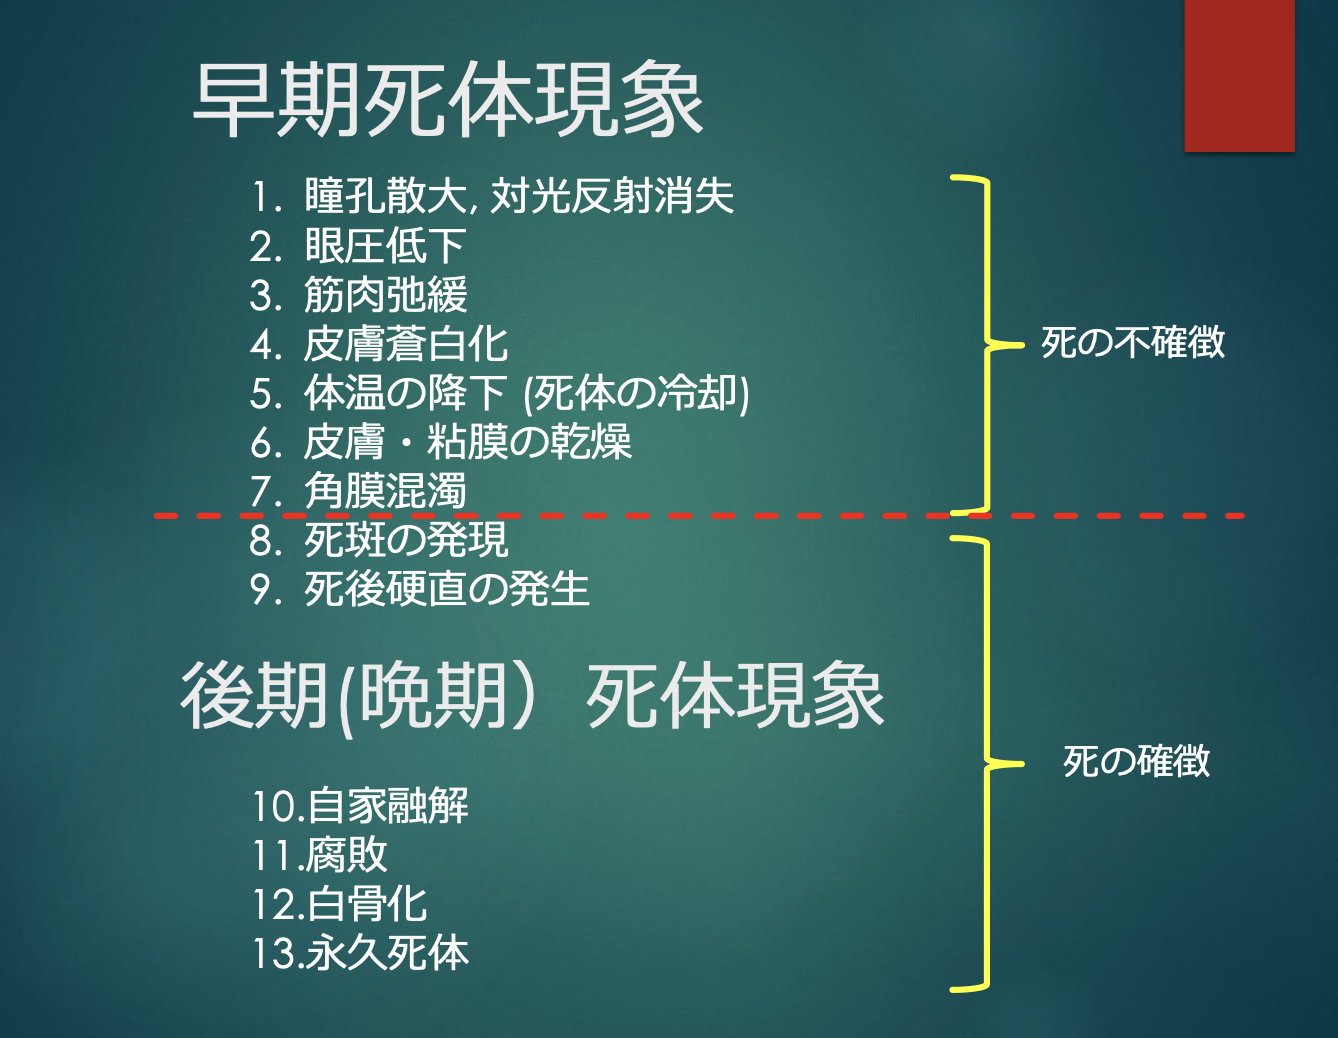 早期死体現象
1. 瞳孔散大, 対光反射消失
2. 眼圧低下
3. 筋肉弛緩
4. 皮膚蒼白化
5. 体温の降下 (死体の冷却)
6. 皮膚・粘膜の乾燥
7. 角膜混濁
死の不確徴
8. 死斑の発現
9. 死後硬直の発生
後期(晩期）死体現象
死の確徴
10.自家融解
11.腐敗
12.白骨化
13.永久死体